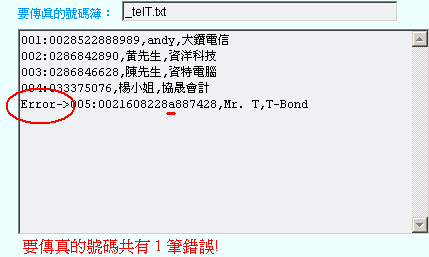 要傳真的號碼簿： _telT.txt
001:0028522888989,andy,大鑽電信
002:0286842890,黃先生,資洋科技
003:0286846628,陳先生,資特電腦
004:033375076,楊小姐,協晟會計
Error->005:0021608228a887428,Mr. T,T-Bond
要傳真的號碼共有 1 筆錯誤!